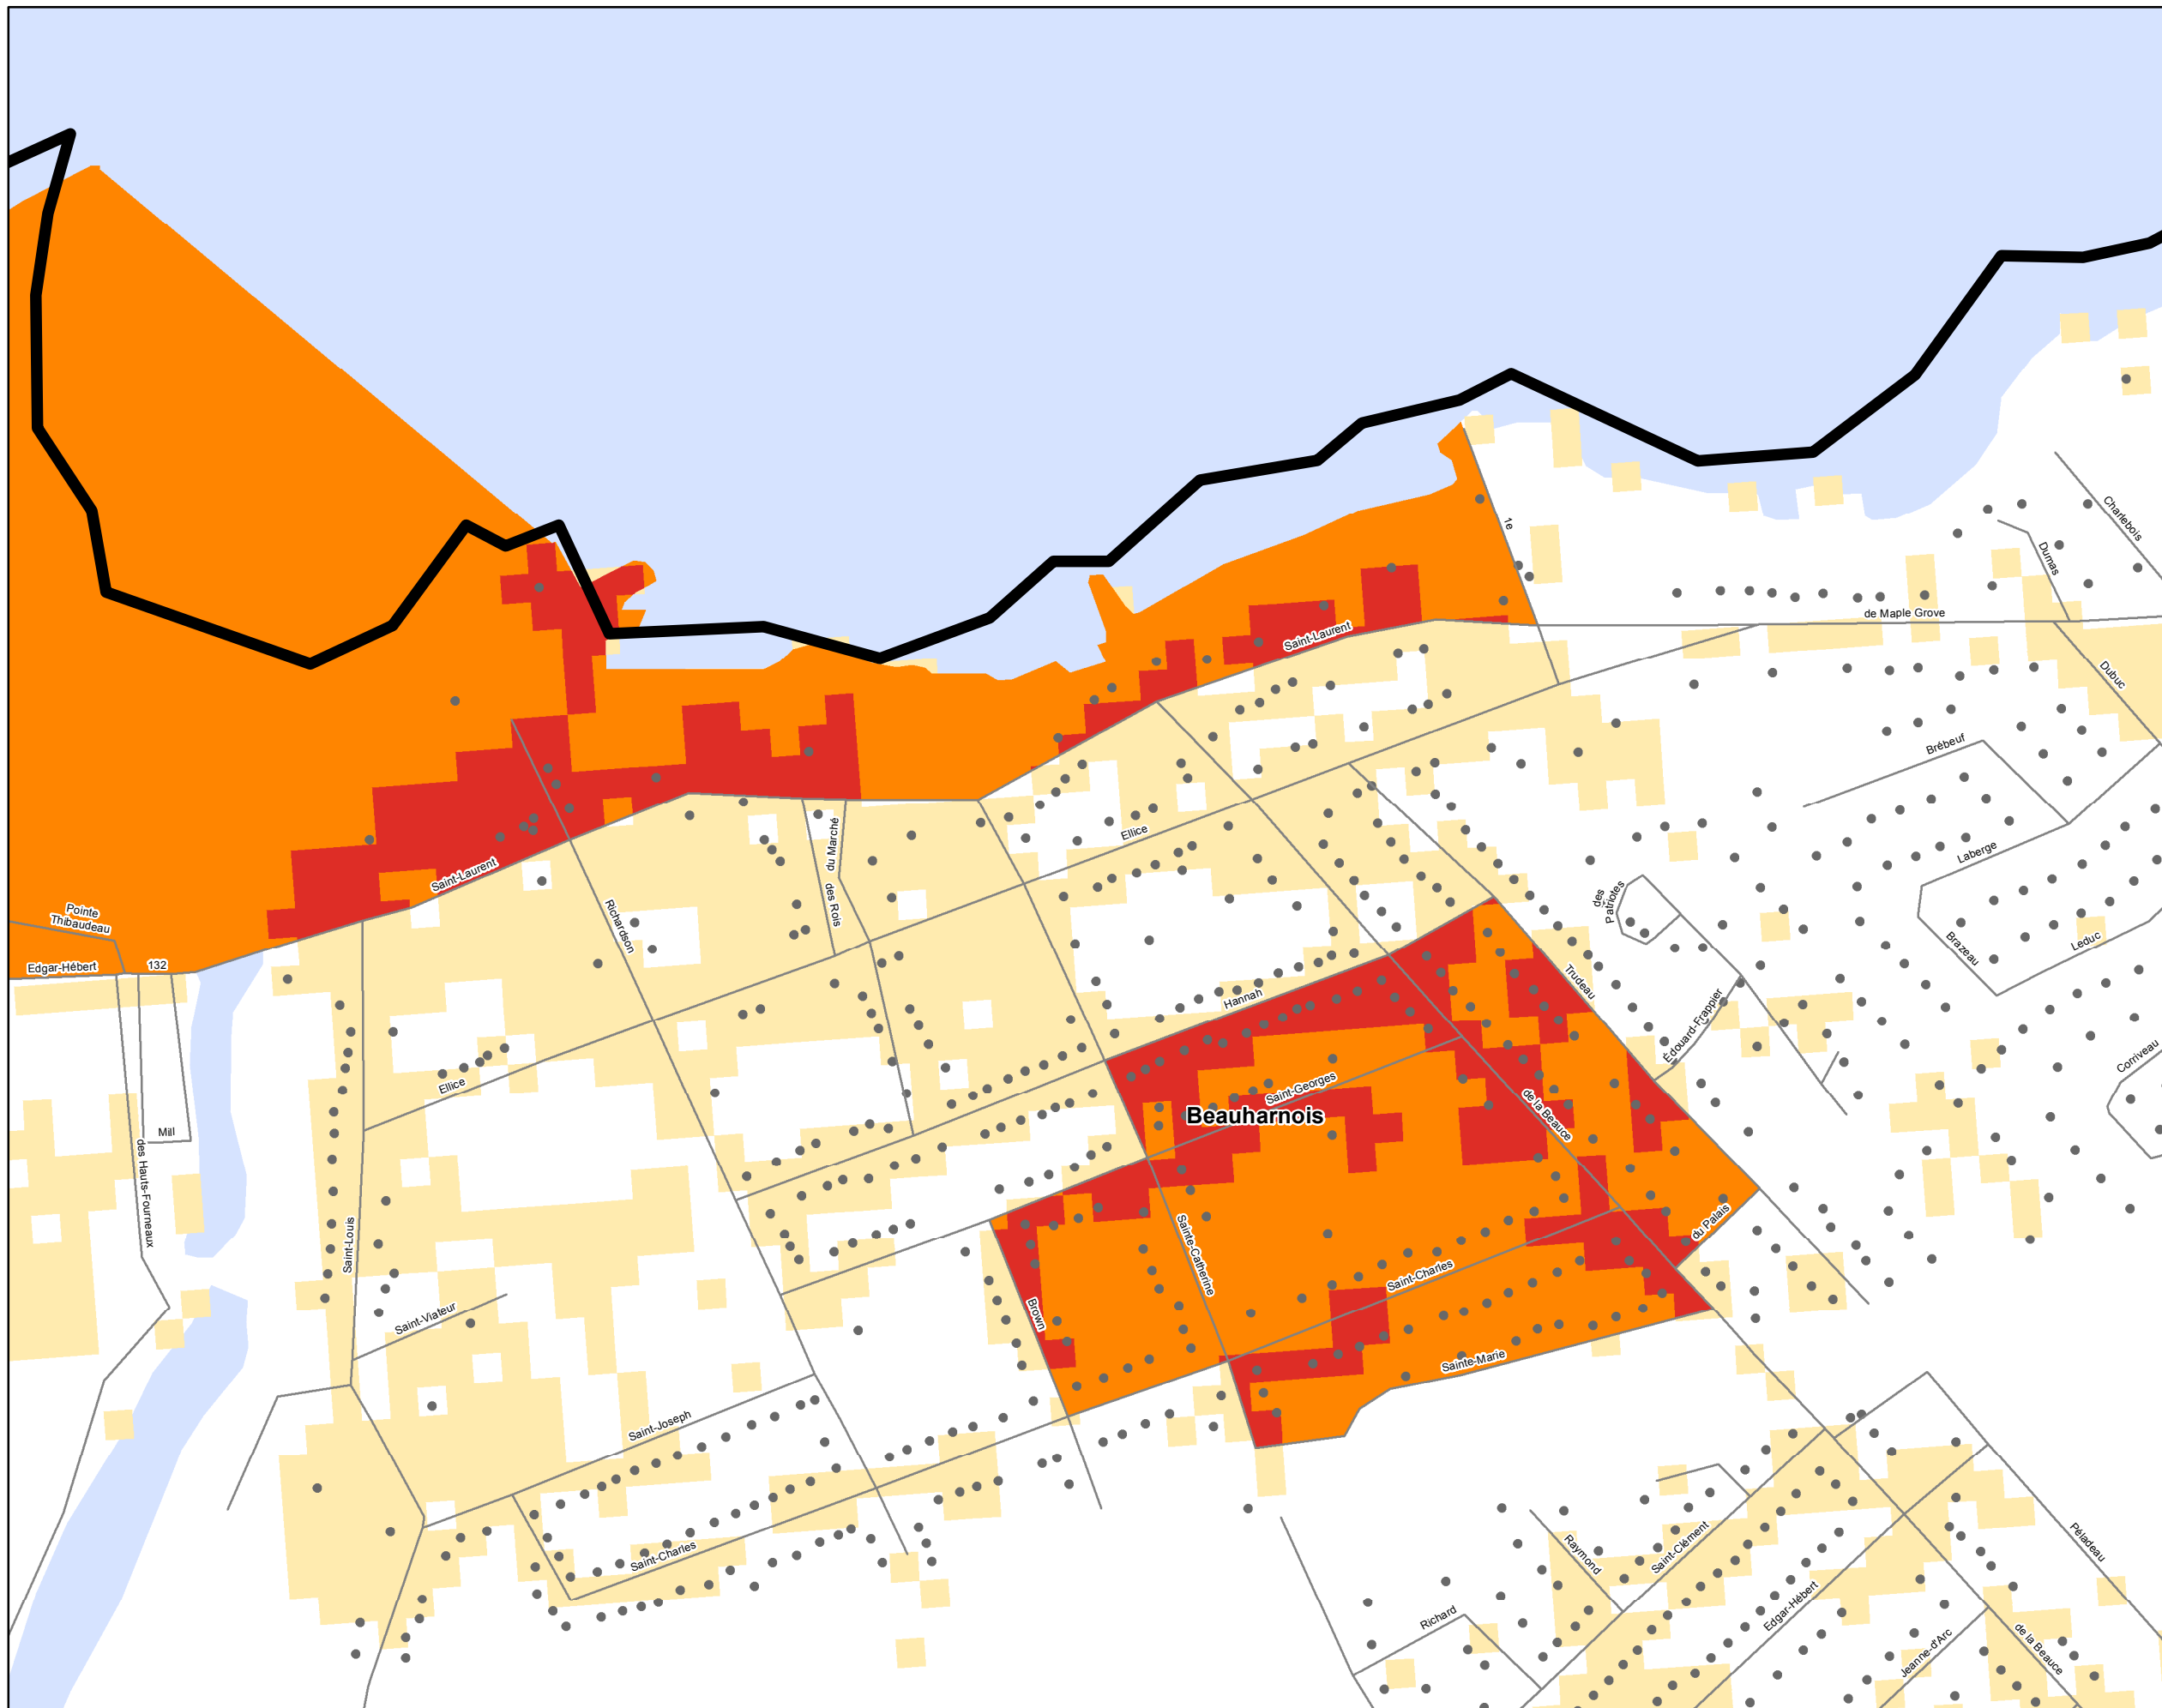 Charlebois
1e
Dumas
de Maple Grove
Saint-Laurent
Dubuc
Brébeuf
Ellice
du Marché
Laberge
Saint-Laurent
des
Patriotes
des Rois
Pointe
Thibaudeau
Richardson
Leduc
Brazeau
Edgar-Hébert
132
Trudeau
Hannah
Édouard-Frappier
Corriveau
Ellice
Saint-Georges
Beauharnois
de la Beauce
Mill
des Hauts-Fourneaux
Saint-Louis
du Palais
Sainte-Catherine
Saint-Charles
Brown
Saint-Viateur
Sainte-Marie
Saint-Joseph
Saint-Charles
Raymond
Saint-Clément
Péladeau
Edgar-Hébert
Richard
Jeanne-d'Arc
de la Beauce